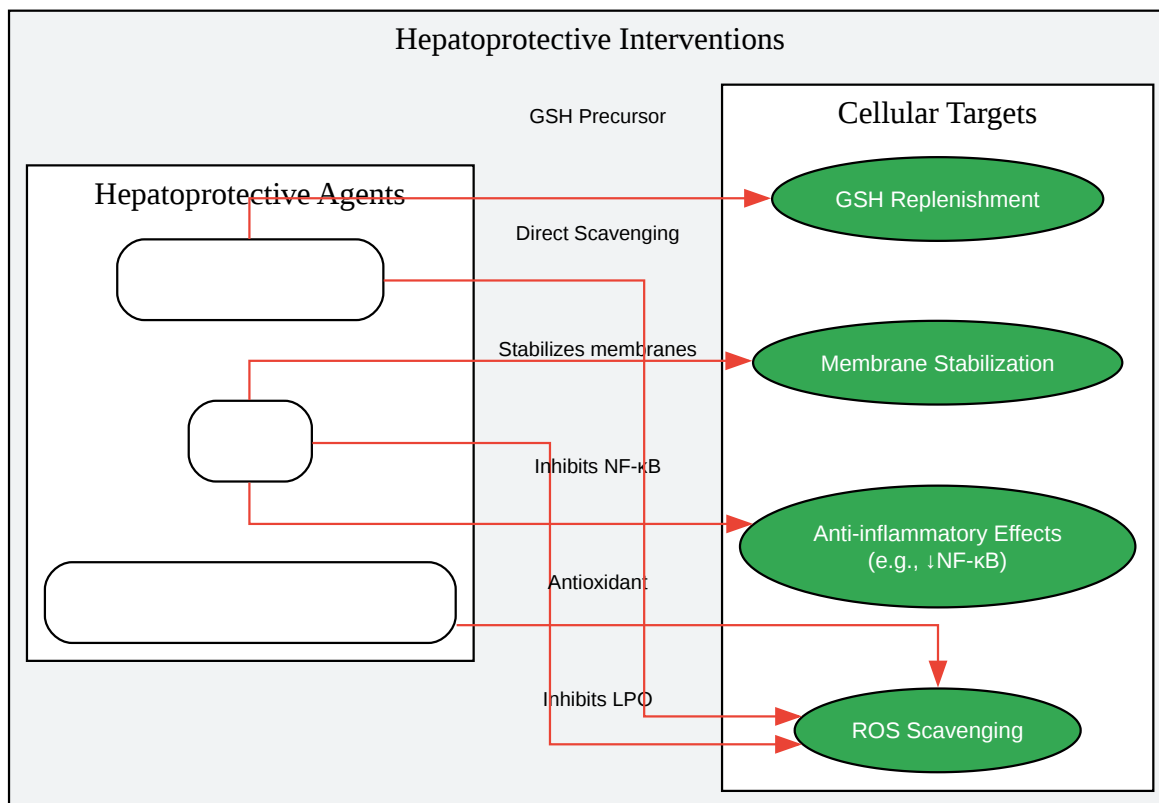 Hepatoprotective Interventions
Hepatoprotective Agents
GSH Precursor
Direct Scavenging
Stabilizes membranes
Inhibits NF-κB
Antioxidant
Inhibits LPO
Cellular Targets
GSH Replenishment
Membrane Stabilization
Anti-inflammatory Effects
(e.g., ↓NF-κB)
ROS Scavenging